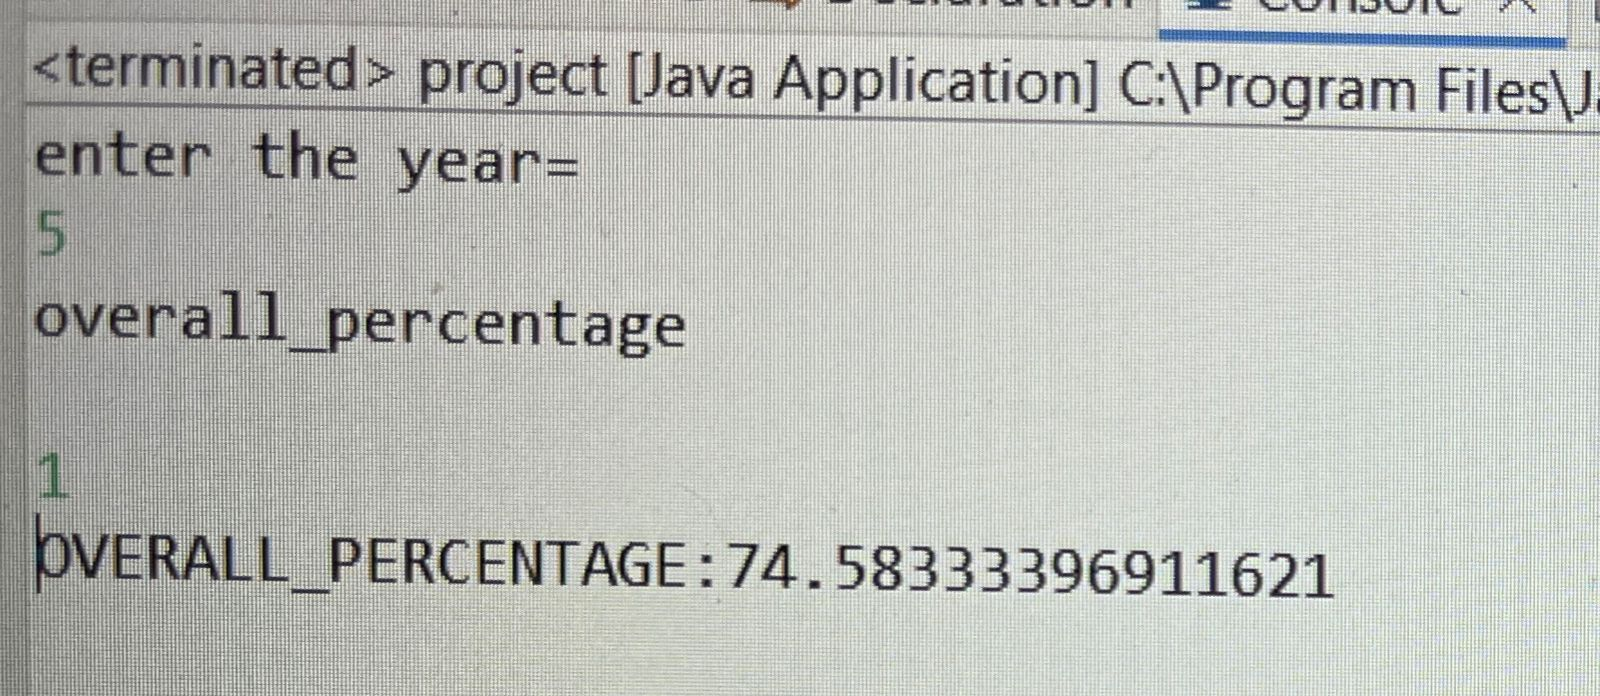 <terminated> project [Java Application] C:\Program Files\J
enter the year=
5
overall_percentage
1
OVERALL_PERCENTAGE:74.58333396911621